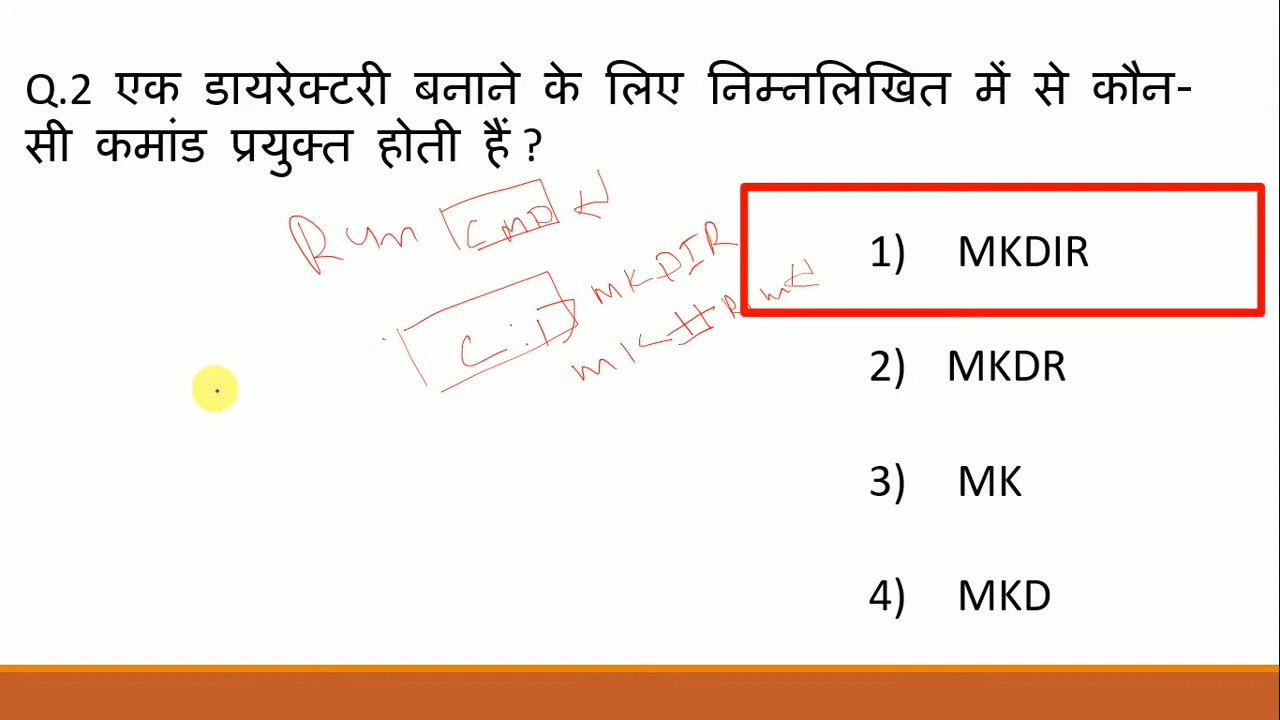 Q.2 एक डायरेक्टरी बनाने के लिए निम्नलिखित में से कौन-
सी कमांड प्रयुक्त होती हैं ?
Run CMD
MKDIR
C:\
MK
1) MKDIR
2) MKDR
3) MK
4) MKD